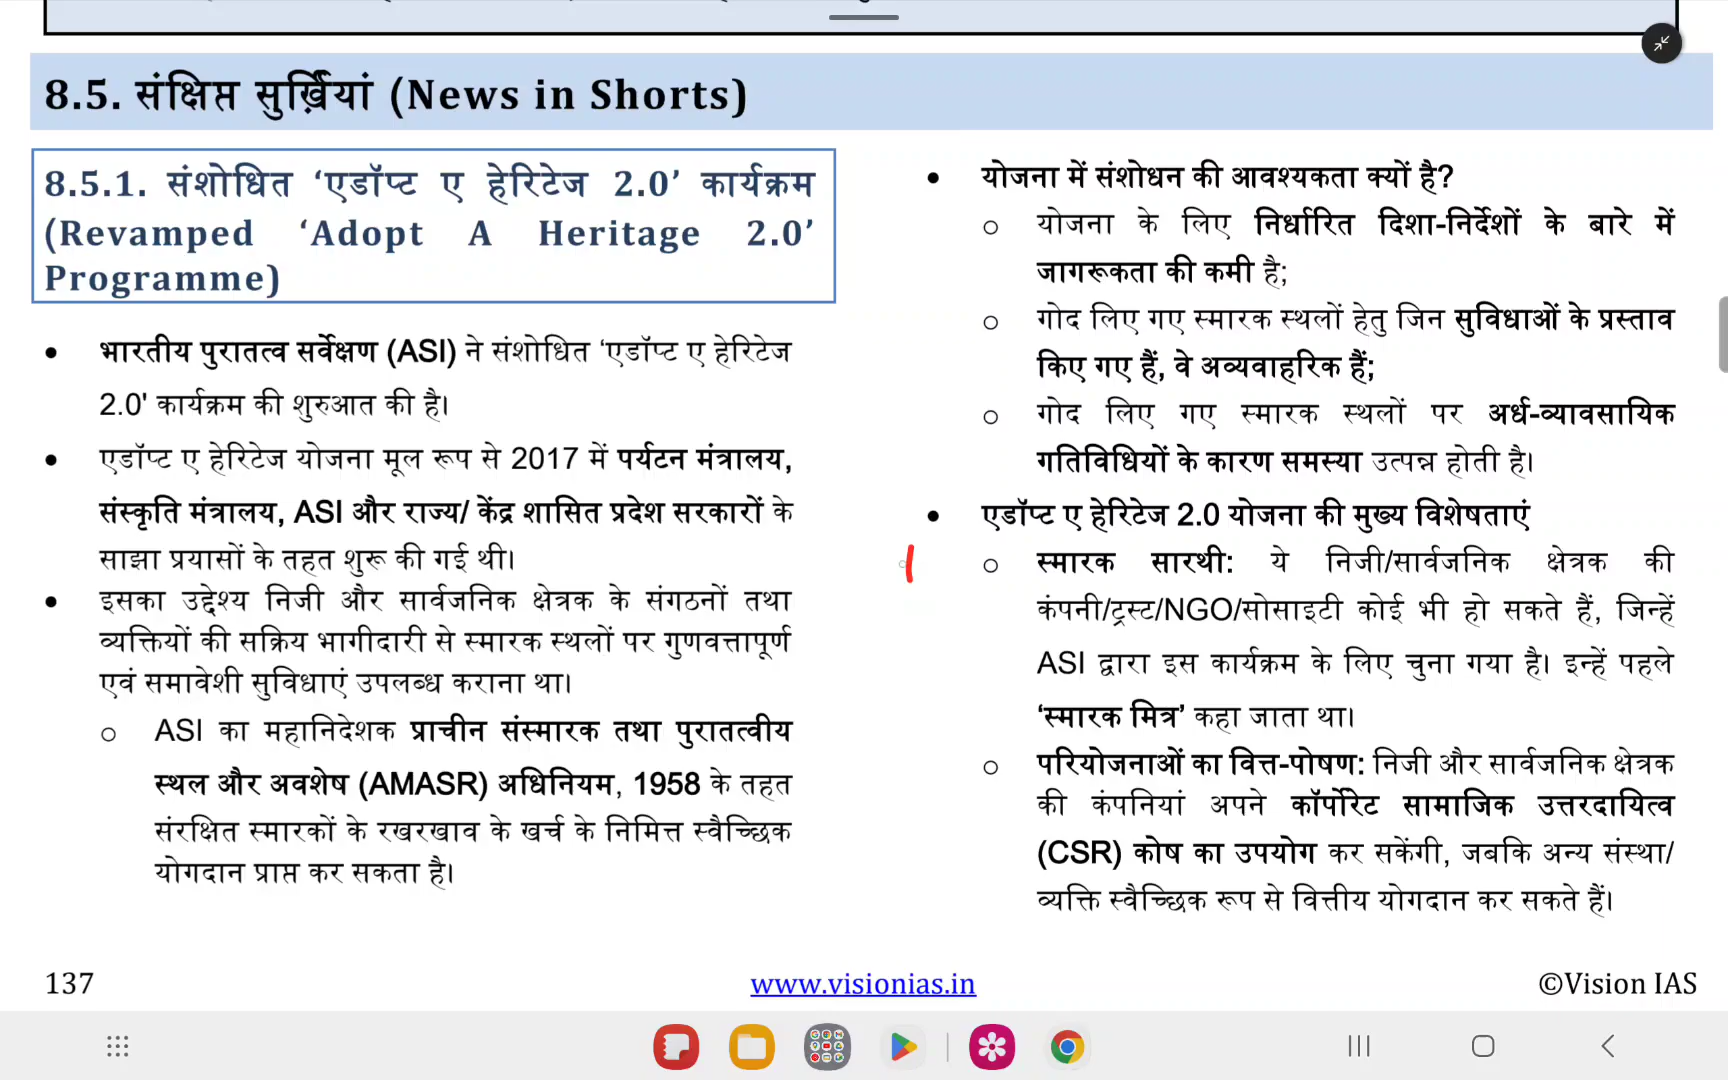 8.5. संक्षिप्त सुर्ख़ियां (News in Shorts)
8.5.1. संशोधित ‘एडॉप्ट ए हेरिटेज 2.0’ कार्यक्रम
(Revamped ‘Adopt A Heritage 2.0’
Programme)
• भारतीय पुरातत्व सर्वेक्षण (ASI) ने संशोधित ‘एडॉप्ट ए हेरिटेज
2.0' कार्यक्रम की शुरुआत की है।
• एडॉप्ट ए हेरिटेज योजना मूल रूप से 2017 में पर्यटन मंत्रालय,
संस्कृति मंत्रालय, ASI और राज्य/ केंद्र शासित प्रदेश सरकारों के
साझा प्रयासों के तहत शुरू की गई थी।
• इसका उद्देश्य निजी और सार्वजनिक क्षेत्रक के संगठनों तथा
व्यक्तियों की सक्रिय भागीदारी से स्मारक स्थलों पर गुणवत्तापूर्ण
एवं समावेशी सुविधाएं उपलब्ध कराना था।
o ASI का महानिदेशक प्राचीन संस्मारक तथा पुरातत्वीय
स्थल और अवशेष (AMASR) अधिनियम, 1958 के तहत
संरक्षित स्मारकों के रखरखाव के खर्च के निमित्त स्वैच्छिक
योगदान प्राप्त कर सकता है।
• योजना में संशोधन की आवश्यकता क्यों है?
o योजना के लिए निर्धारित दिशा-निर्देशों के बारे में
जागरूकता की कमी है;
o गोद लिए गए स्मारक स्थलों हेतु जिन सुविधाओं के प्रस्ताव
किए गए हैं, वे अव्यवाहरिक हैं;
o गोद लिए गए स्मारक स्थलों पर अर्ध-व्यावसायिक
गतिविधियों के कारण समस्या उत्पन्न होती है।
• एडॉप्ट ए हेरिटेज 2.0 योजना की मुख्य विशेषताएं
o स्मारक सारथी: ये निजी/सार्वजनिक क्षेत्रक की
कंपनी/ट्रस्ट/NGO/सोसाइटी कोई भी हो सकते हैं, जिन्हें
ASI द्वारा इस कार्यक्रम के लिए चुना गया है। इन्हें पहले
‘स्मारक मित्र’ कहा जाता था।
o परियोजनाओं का वित्त-पोषण: निजी और सार्वजनिक क्षेत्रक
की कंपनियां अपने कॉर्पोरेट सामाजिक उत्तरदायित्व
(CSR) कोष का उपयोग कर सकेंगी, जबकि अन्य संस्था/
व्यक्ति स्वैच्छिक रूप से वित्तीय योगदान कर सकते हैं।
137
www.visionias.in
©Vision IAS